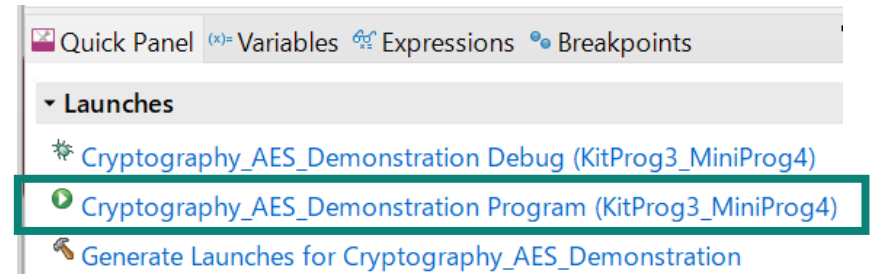 Quick Panel (x)= Variables Expressions Breakpoints
Launches
Cryptography_AES_Demonstration Debug (KitProg3_MiniProg4)
Cryptography_AES_Demonstration Program (KitProg3_MiniProg4)
Generate Launches for Cryptography_AES_Demonstration